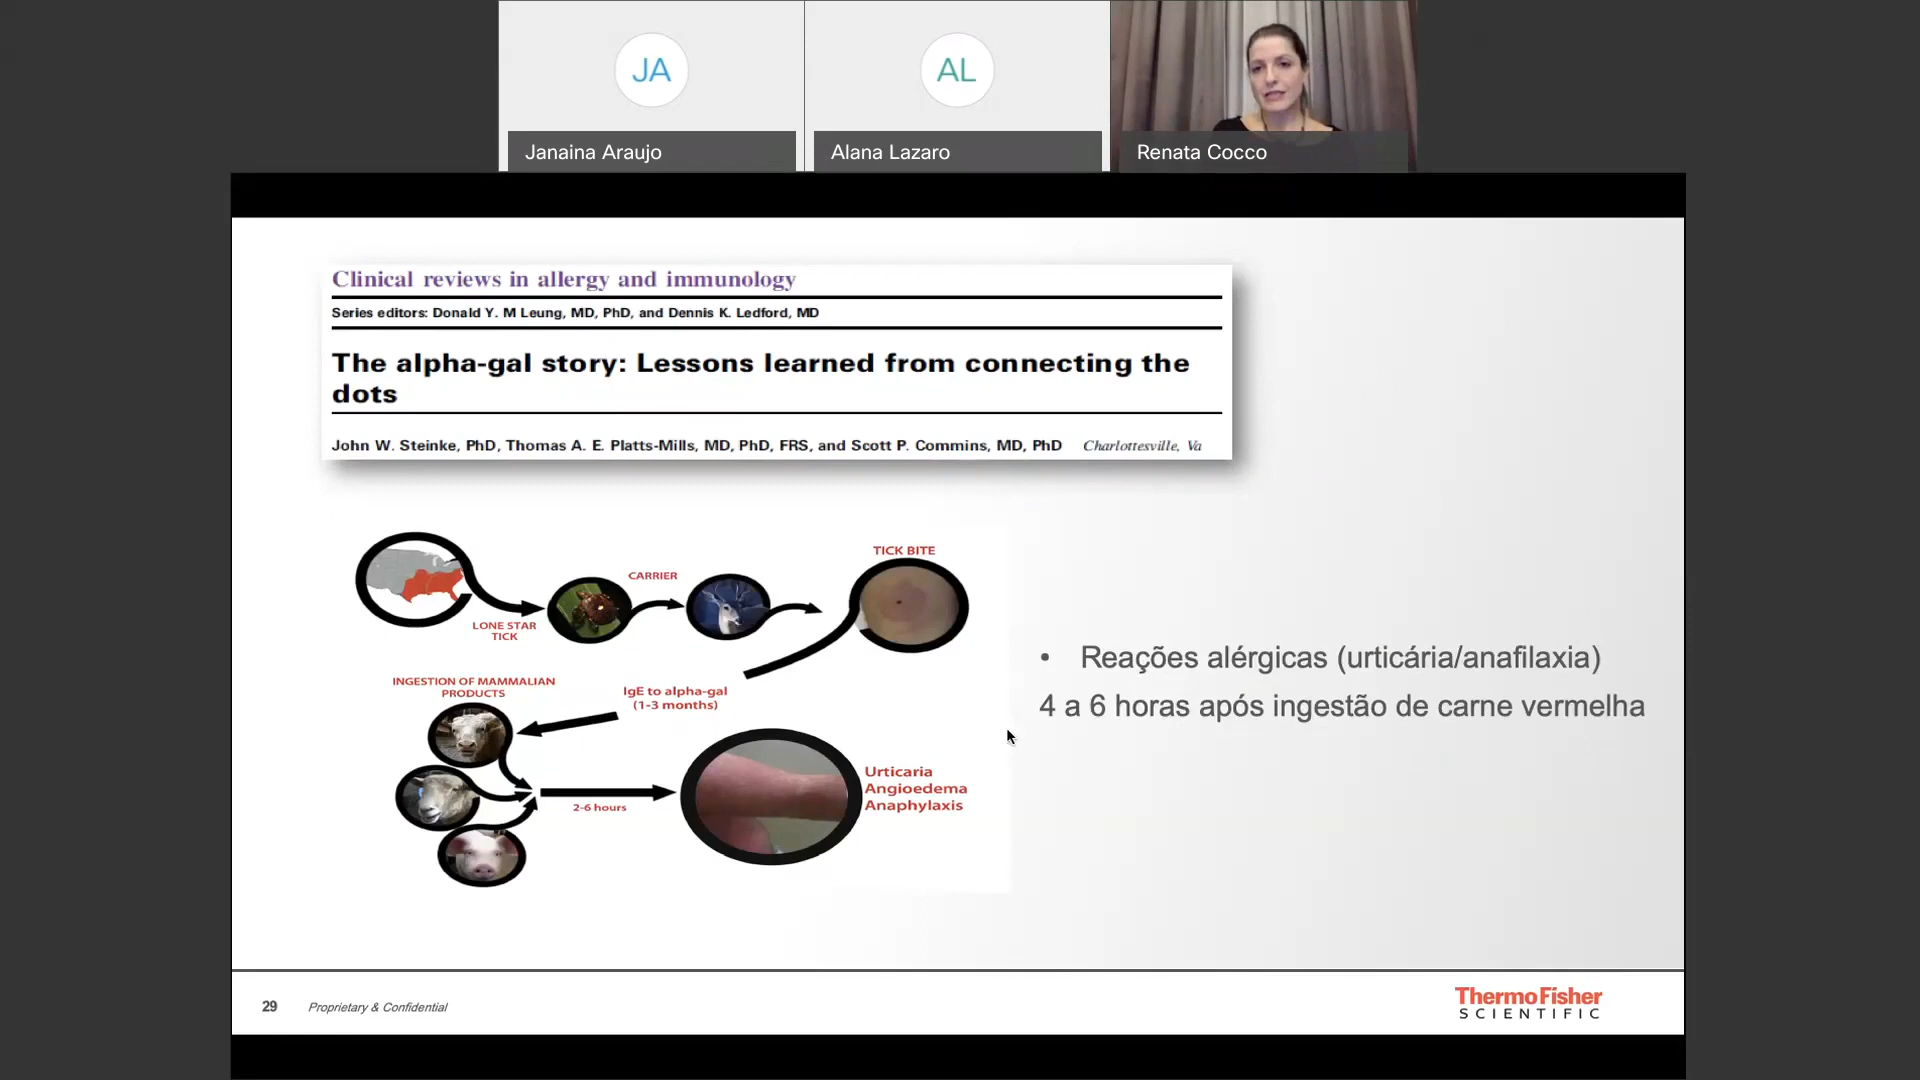 JA
AL
Janaina Araujo
Alana Lazaro
Renata Cocco
Clinical reviews in allergy and immunology
Series editors: Donald Y. M Leung, MD, PhD, and Dennis K. Ledford, MD
The alpha-gal story: Lessons learned from connecting the
dots
John W. Steinke, PhD, Thomas A. E. Platts-Mills, MD, PhD, FRS, and Scott P. Commins, MD, PhD Charlottesville, Va
TICK BITE
CARRIER
LONE STAR
TICK
INGESTION OF MAMMALIAN
PRODUCTS
IgE to alpha-gal
(1-3 months)
2-6 hours
Urticaria
Angioedema
Anaphylaxis
• Reações alérgicas (urticária/anafilaxia)
4 a 6 horas após ingestão de carne vermelha
29
Proprietary & Confidential
ThermoFisher
SCIENTIFIC